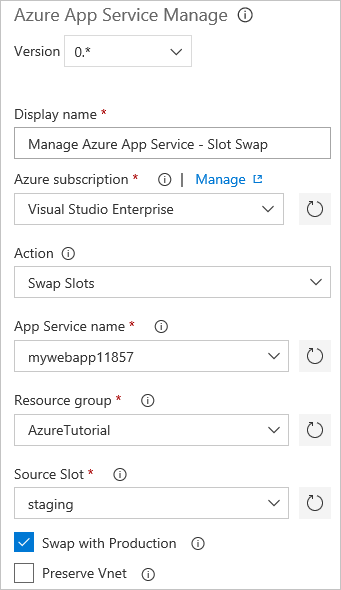 Azure App Service Manage
Version 0.*
Display name *
Manage Azure App Service - Slot Swap
Azure subscription * | Manage
Visual Studio Enterprise
Action
Swap Slots
App Service name *
mywebapp11857
Resource group *
AzureTutorial
Source Slot *
staging
Swap with Production
Preserve Vnet